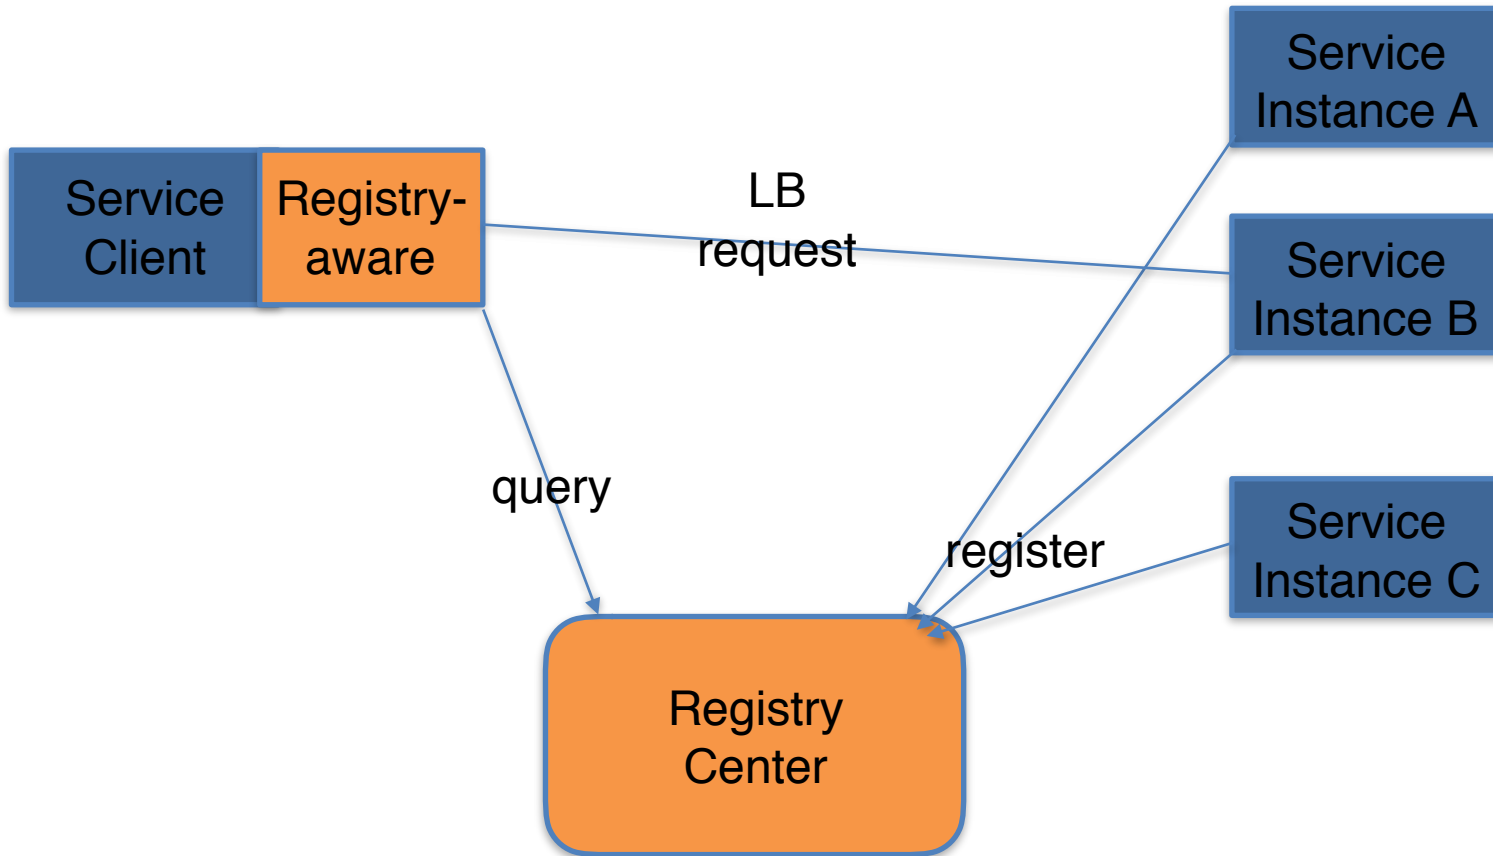 Service
Instance A
Service
Client
Registry-
aware
LB
request
Service
Instance B
query
register
Service
Instance C
Registry
Center